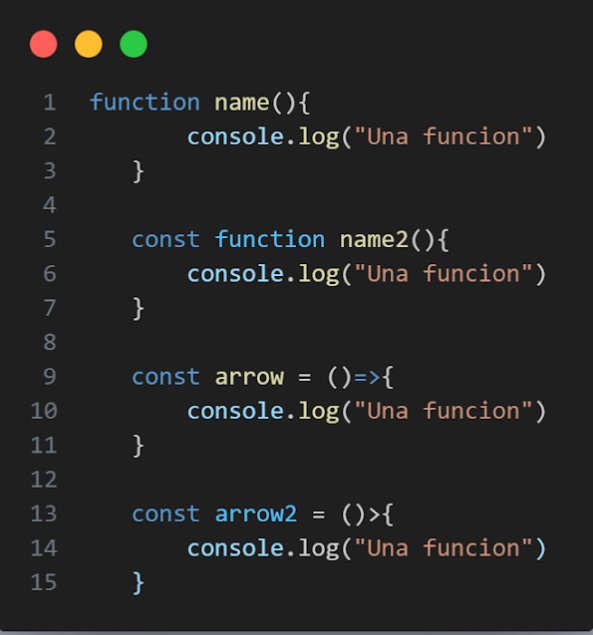 1 function name(){
2 console.log("Una funcion")
3 }
4
5 const function name2(){
6 console.log("Una funcion")
7 }
8
9 const arrow = ()=>{
10 console.log("Una funcion")
11 }
12
13 const arrow2 = ()>{
14 console.log("Una funcion")
15 }